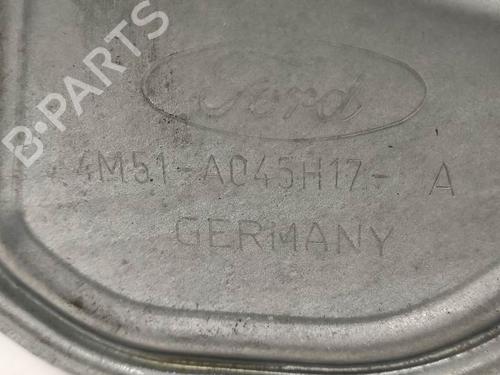 B-PARTS
Ford
4M51-A045H17- A
GERMANY